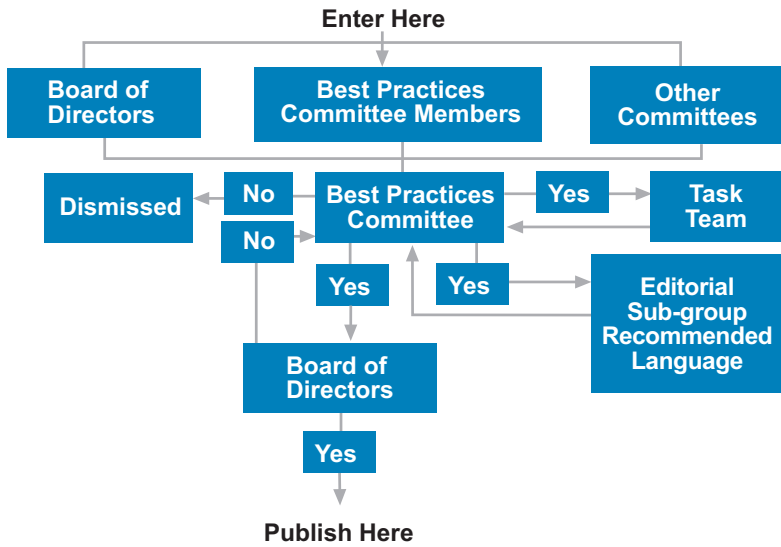 Enter Here
Board of
Directors
Best Practices
Committee Members
Other
Committees
Dismissed
No
Best Practices
Committee
Yes
Task
Team
No
Yes
Yes
Editorial
Sub-group
Recommended
Language
Board of
Directors
Yes
Publish Here